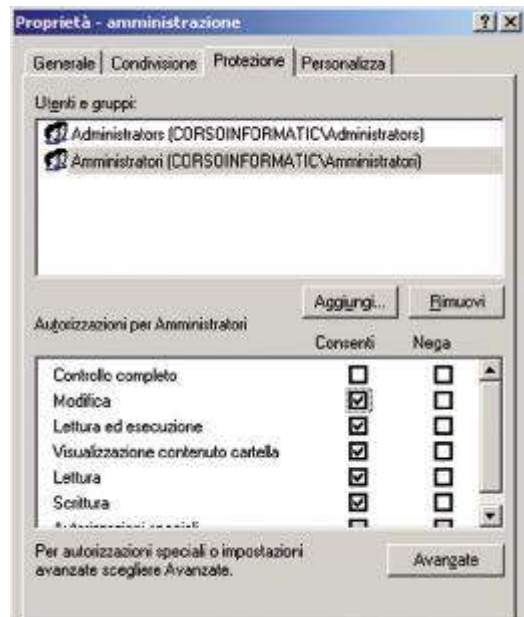 Proprietà - amministrazione
Generale Condivisione Protezione Personalizza
Utenti e gruppi:
Administrators (CORSOINFORMATIC\Administrators)
Amministratori (CORSOINFORMATIC\Amministratori)
Aggiungi... Rimuovi
Autorizzazioni per Amministratori
Consenti Nega
Controllo completo
Modifica
Lettura ed esecuzione
Visualizzazione contenuto cartella
Lettura
Scrittura
Per autorizzazioni speciali o impostazioni
avanzate scegliere Avanzate.
Avanzate